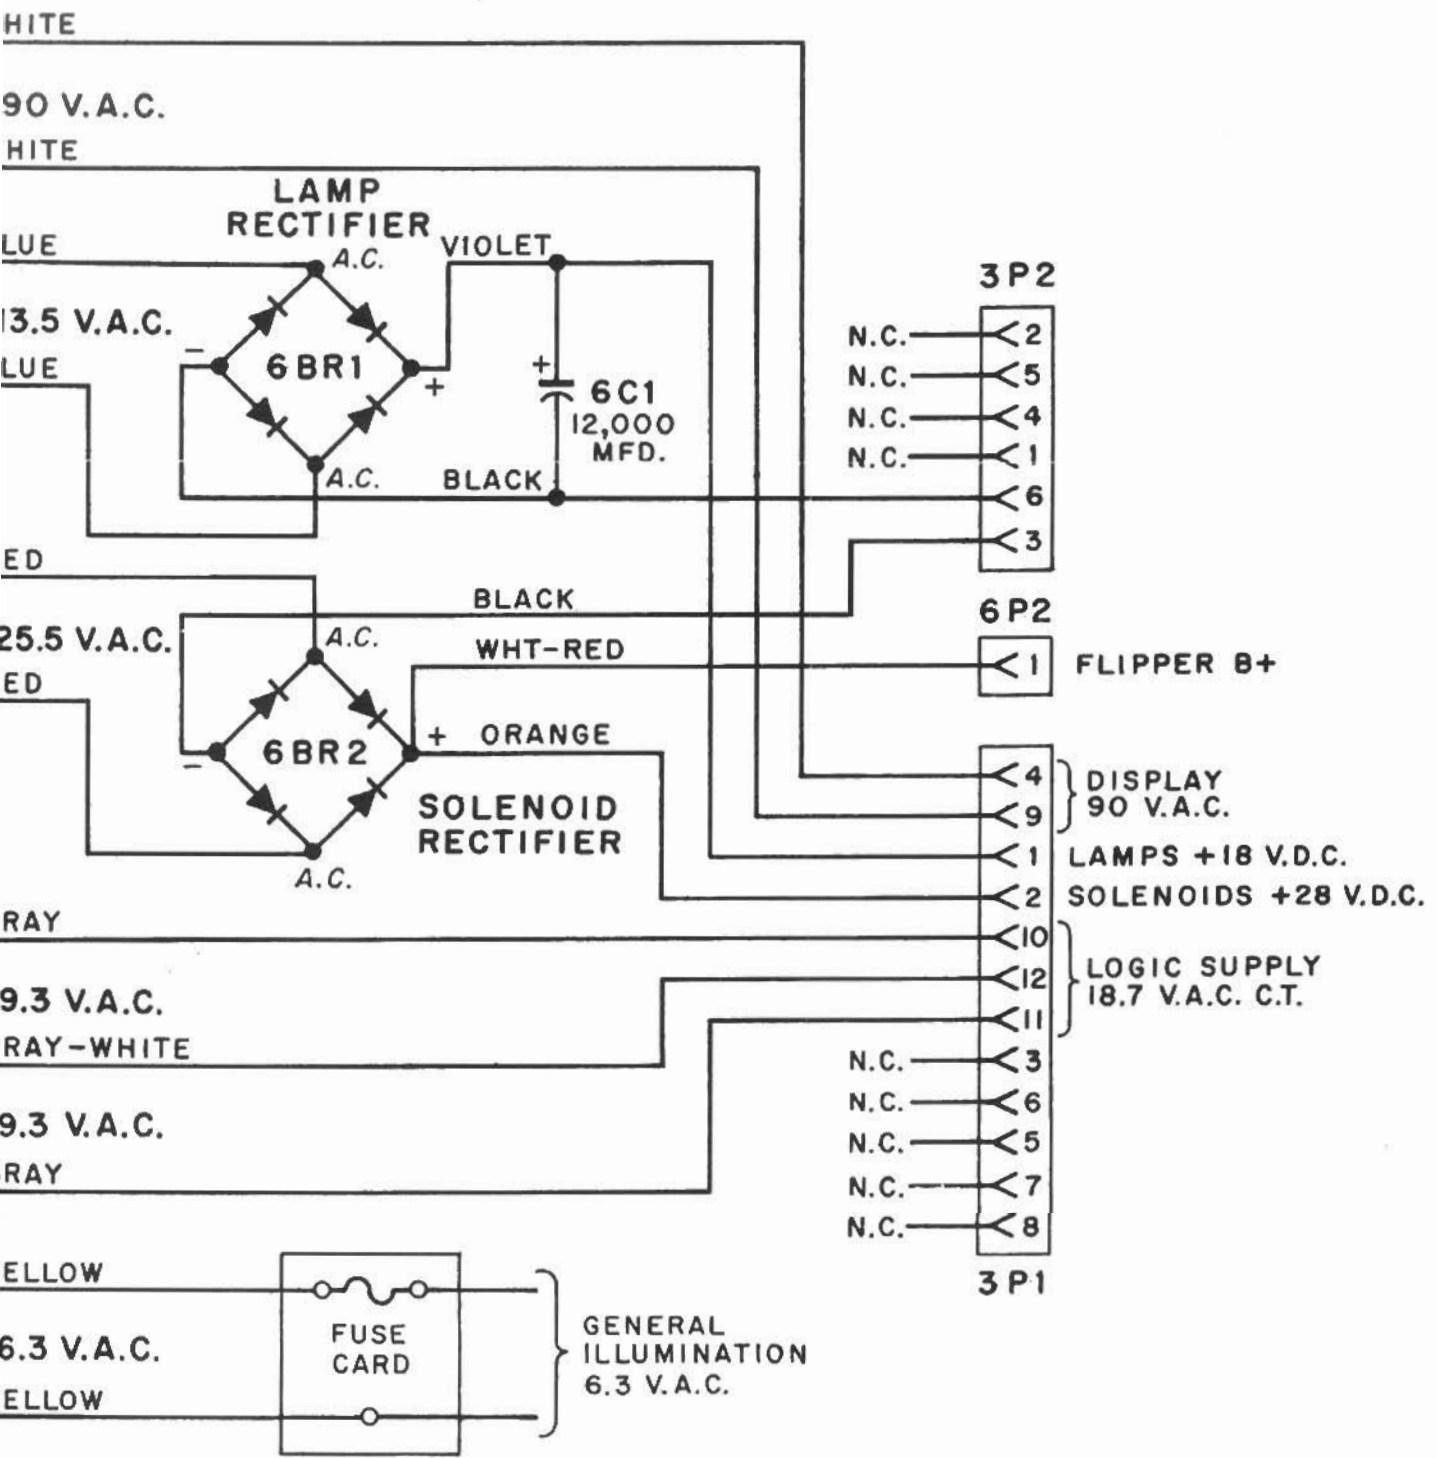 HITE
90 V.A.C.
HITE
LAMP
RECTIFIER
LUE
A.C.
VIOLET
13.5 V.A.C.
LUE
6BR1
−
+
+
6C1
12,000
MFD.
A.C.
BLACK
3P2
N.C. 2
N.C. 5
N.C. 4
N.C. 1
6
3
ED
BLACK
25.5 V.A.C.
A.C.
WHT-RED
6P2
1 FLIPPER B+
ED
6BR2
−
+ ORANGE
SOLENOID
RECTIFIER
A.C.
4
9
DISPLAY
90 V.A.C.
1 LAMPS +18 V.D.C.
2 SOLENOIDS +28 V.D.C.
RAY
10
12
11
LOGIC SUPPLY
18.7 V.A.C. C.T.
9.3 V.A.C.
RAY-WHITE
N.C. 3
N.C. 6
N.C. 5
N.C. 7
N.C. 8
3P1
9.3 V.A.C.
RAY
ELLOW
FUSE
CARD
6.3 V.A.C.
ELLOW
GENERAL
ILLUMINATION
6.3 V.A.C.